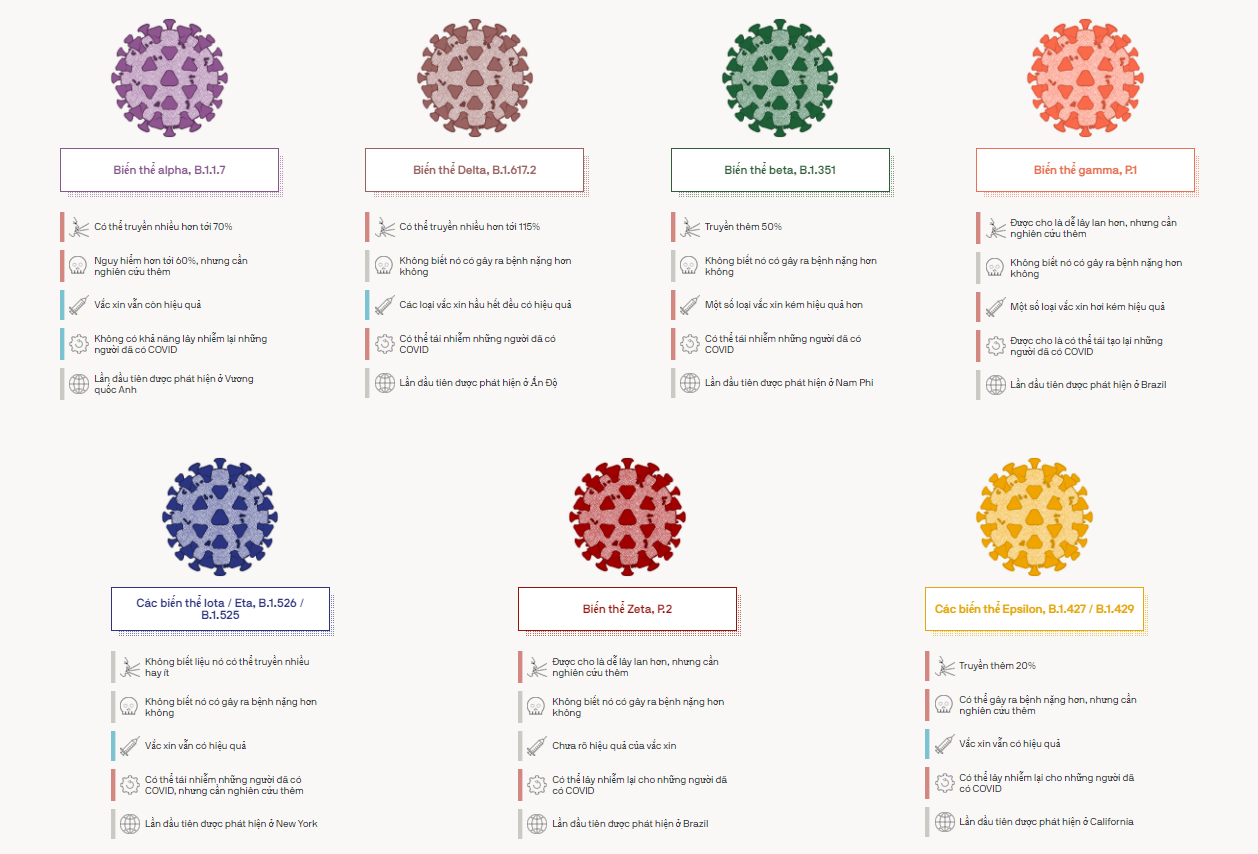 Biến thể alpha, B.1.1.7
Có thể truyền nhiều hơn tới 70%
Nguy hiểm hơn tới 60%, nhưng cần
nghiên cứu thêm
Vắc xin vẫn còn hiệu quả
Không có khả năng lây nhiễm lại những
người đã có COVID
Lần đầu tiên được phát hiện ở Vương
quốc Anh
Biến thể Delta, B.1.617.2
Có thể truyền nhiều hơn tới 115%
Không biết nó có gây ra bệnh nặng hơn
không
Các loại vắc xin hầu hết đều có hiệu quả
Có thể tái nhiễm những người đã có
COVID
Lần đầu tiên được phát hiện ở Ấn Độ
Biến thể beta, B.1.351
Truyền thêm 50%
Không biết nó có gây ra bệnh nặng hơn
không
Một số loại vắc xin kém hiệu quả hơn
Có thể tái nhiễm những người đã có
COVID
Lần đầu tiên được phát hiện ở Nam Phi
Biến thể gamma, P.1
Được cho là dễ lây lan hơn, nhưng cần
nghiên cứu thêm
Không biết nó có gây ra bệnh nặng hơn
không
Một số loại vắc xin hơi kém hiệu quả
Được cho là có thể tái tạo lại những
người đã có COVID
Lần đầu tiên được phát hiện ở Brazil
Các biến thể Iota / Eta, B.1.526 /
B.1.525
Không biết liệu nó có thể truyền nhiều
hay ít
Không biết nó có gây ra bệnh nặng hơn
không
Vắc xin vẫn có hiệu quả
Có thể tái nhiễm những người đã có
COVID, nhưng cần nghiên cứu thêm
Lần đầu tiên được phát hiện ở New York
Biến thể Zeta, P.2
Được cho là dễ lây lan hơn, nhưng cần
nghiên cứu thêm
Không biết nó có gây ra bệnh nặng hơn
không
Chưa rõ hiệu quả của vắc xin
Có thể lây nhiễm lại cho những người đã
có COVID
Lần đầu tiên được phát hiện ở Brazil
Các biến thể Epsilon, B.1.427 / B.1.429
Truyền thêm 20%
Có thể gây ra bệnh nặng hơn, nhưng cần
nghiên cứu thêm
Vắc xin vẫn có hiệu quả
Có thể lây nhiễm lại cho những người đã
có COVID
Lần đầu tiên được phát hiện ở California